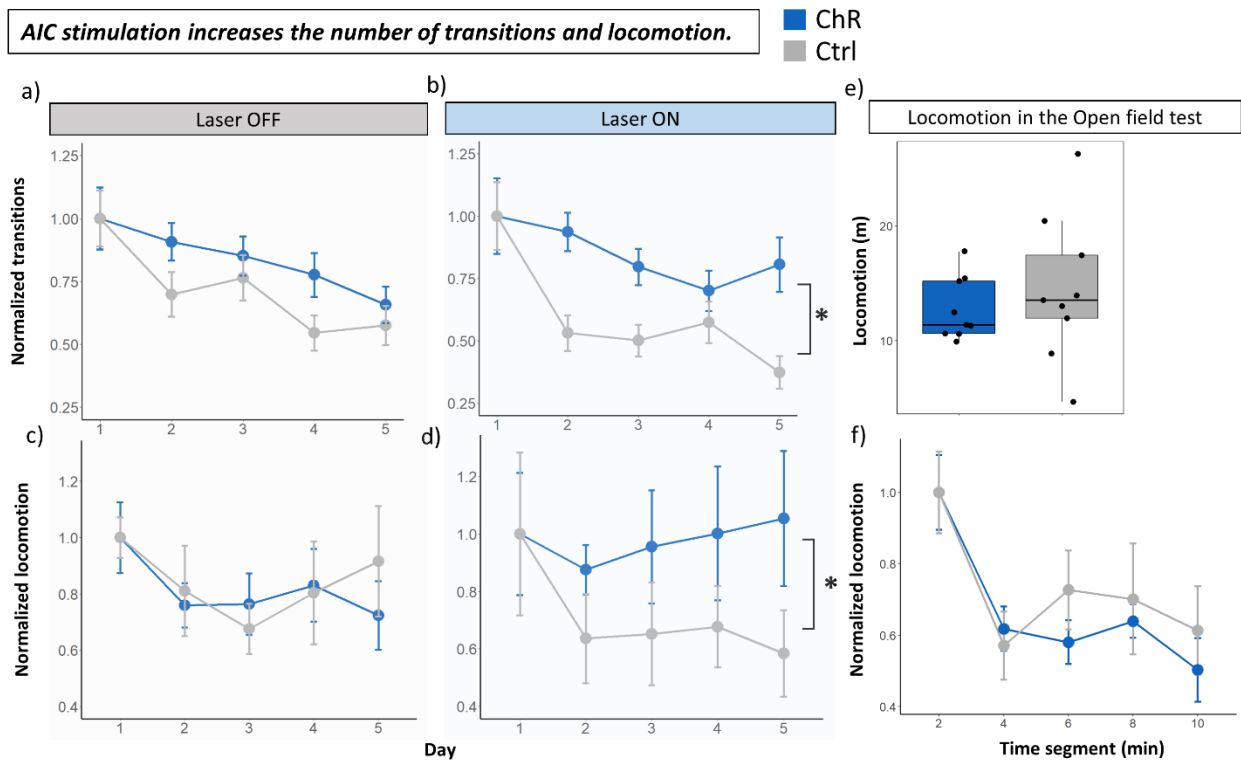 AIC stimulation increases the number of transitions and locomotion.
ChR
Ctrl
a)
Laser OFF
Normalized transitions
1.25
1.00
0.75
0.50
0.25
1 2 3 4 5
b)
Laser ON
1.25
1.00
0.75
0.50
0.25
*
1 2 3 4 5
e)
Locomotion in the Open field test
Locomotion (m)
20
10
c)
Normalized locomotion
1.2
1.0
0.8
0.6
0.4
1 2 3 4 5
d)
1.2
1.0
0.8
0.6
0.4
*
1 2 3 4 5
Day
f)
Normalized locomotion
1.0
0.8
0.6
0.4
2 4 6 8 10
Time segment (min)